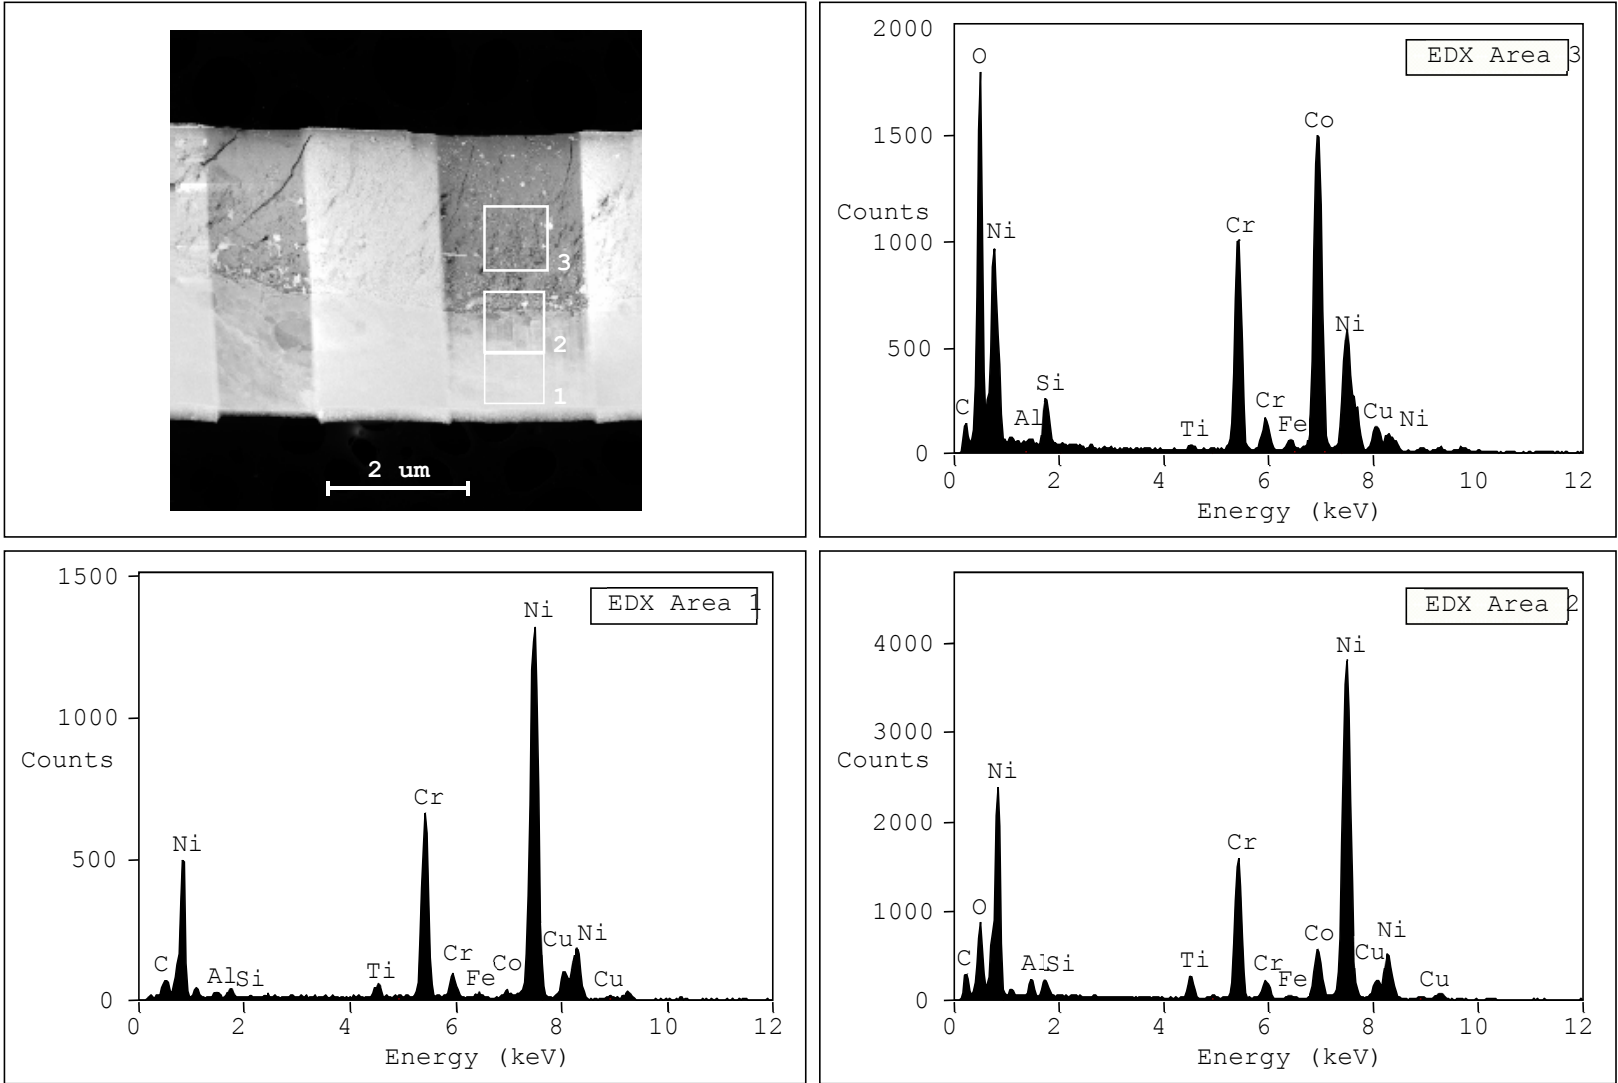 3
2
1
2 um
EDX Area 3
2000
1500
1000
500
0
Counts
O
Ni
C
Al
Si
Ti
Cr
Cr
Fe
Co
Ni
Cu
Ni
0 2 4 6 8 10 12
Energy (keV)
EDX Area 1
1500
1000
500
0
Counts
C
Ni
Al
Si
Ti
Cr
Cr
Fe
Co
Ni
Cu
Ni
Cu
0 2 4 6 8 10 12
Energy (keV)
EDX Area 2
4000
3000
2000
1000
0
Counts
C
O
Ni
Al
Si
Ti
Cr
Cr
Fe
Co
Ni
Cu
Ni
Cu
0 2 4 6 8 10 12
Energy (keV)